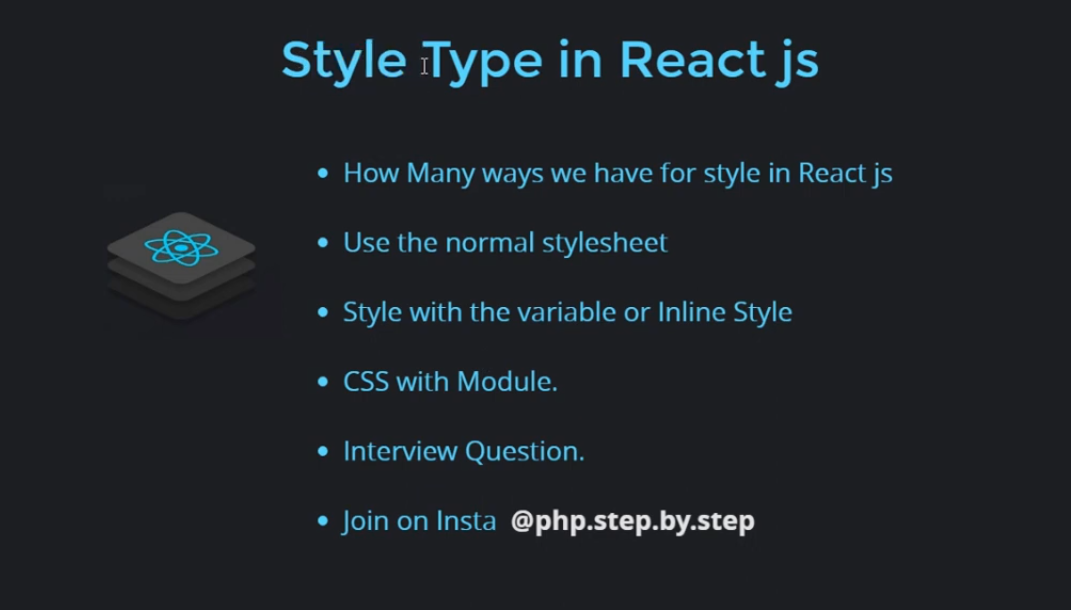 Style Type in React js
• How Many ways we have for style in React js
• Use the normal stylesheet
• Style with the variable or Inline Style
• CSS with Module.
• Interview Question.
• Join on Insta @php.step.by.step